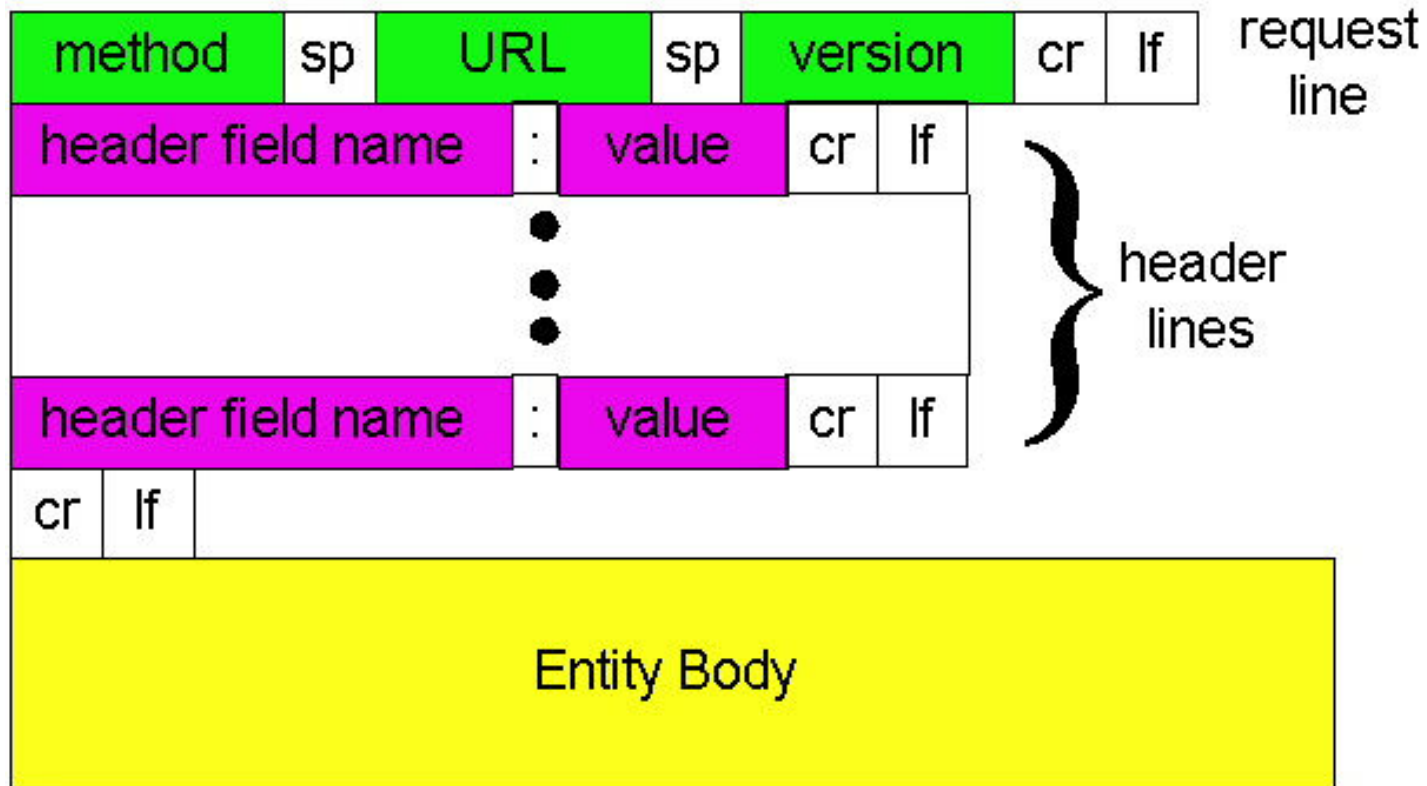 method sp URL sp version cr lf
request
line
header field name : value cr lf
header
lines
header field name : value cr lf
cr lf
Entity Body